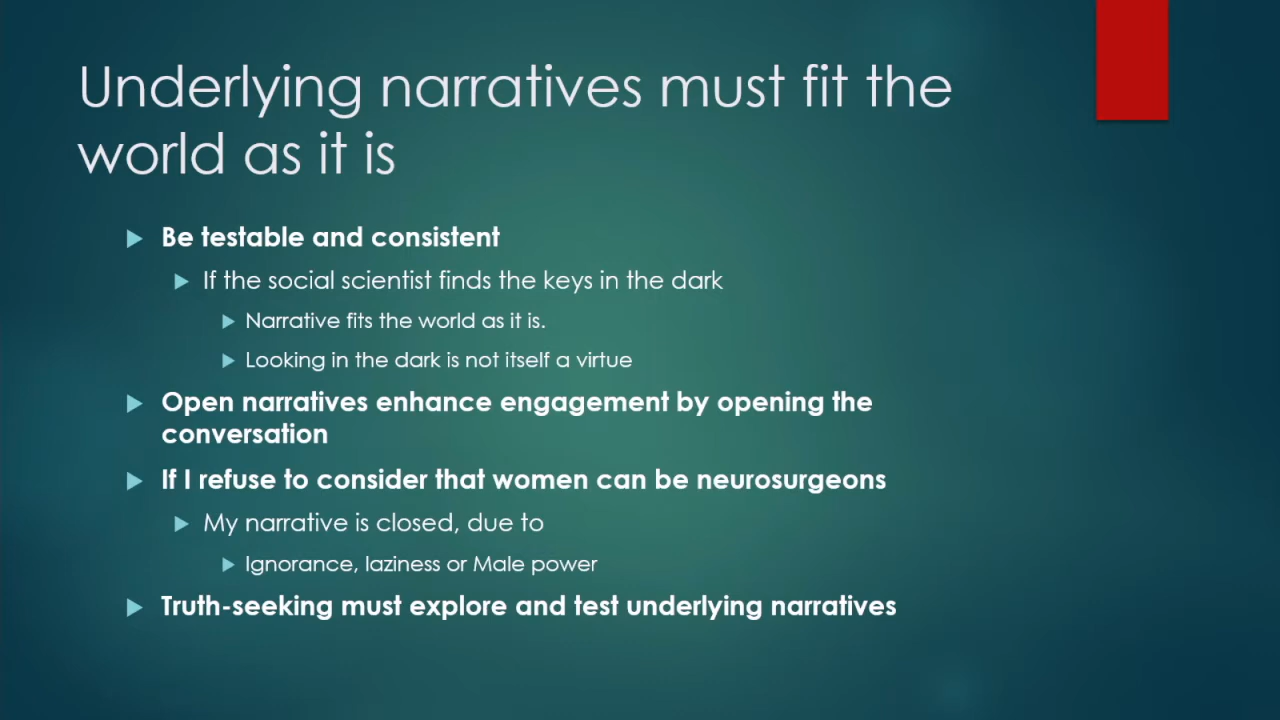 Underlying narratives must fit the
world as it is
Be testable and consistent
If the social scientist finds the keys in the dark
Narrative fits the world as it is.
Looking in the dark is not itself a virtue
Open narratives enhance engagement by opening the
conversation
If I refuse to consider that women can be neurosurgeons
My narrative is closed, due to
Ignorance, laziness or Male power
Truth-seeking must explore and test underlying narratives